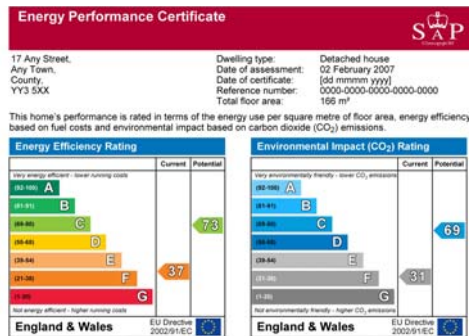 Energy Performance Certificate
SAP
17 Any Street,
Any Town,
County,
YY3 5XX
Dwelling type: Detached house
Date of assessment: 02 February 2007
Date of certificate: [dd mmmm yyyy]
Reference number: 0000-0000-0000-0000-0000
Total floor area: 166 m²
This home's performance is rated in terms of the energy use per square metre of floor area, energy efficiency
based on fuel costs and environmental impact based on carbon dioxide (CO₂) emissions.
Energy Efficiency Rating
Current Potential
Very energy efficient - lower running costs
(92-100) A
(81-91) B
(69-80) C
(55-68) D
(39-54) E
(21-38) F
(1-20) G
37
73
Not energy efficient - higher running costs
England & Wales
EU Directive
2002/91/EC
Environmental Impact (CO₂) Rating
Current Potential
Very environmentally friendly - lower CO₂ emissions
(92-100) A
(81-91) B
(69-80) C
(55-68) D
(39-54) E
(21-38) F
(1-20) G
31
69
Not environmentally friendly - higher CO₂ emissions
England & Wales
EU Directive
2002/91/EC